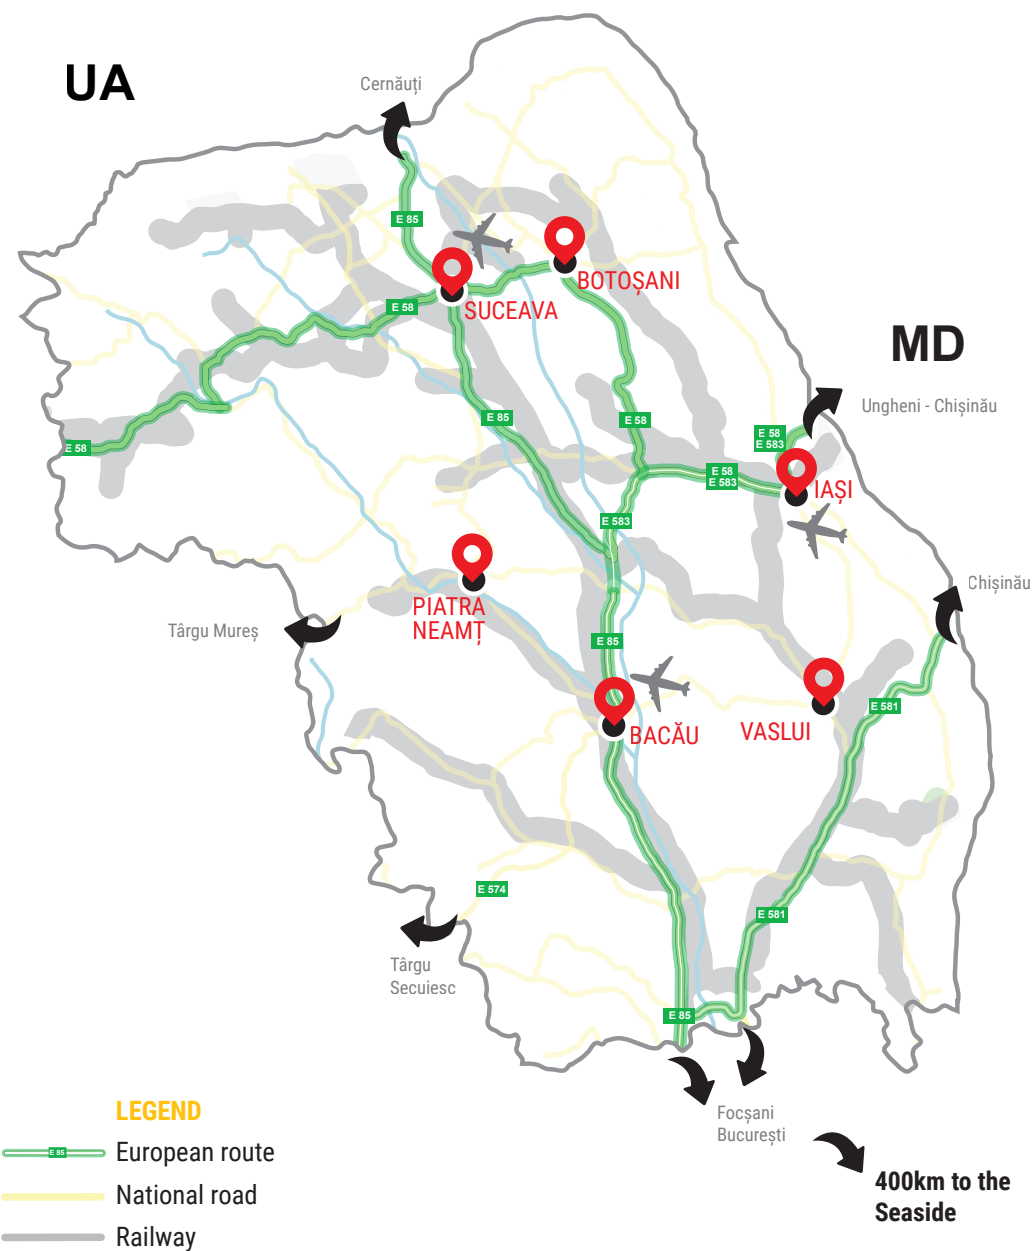 UA
Cernăuți
E 85
BOTOȘANI
SUCEAVA
E 58
MD
Ungheni - Chișinău
E 85
E 58
E 58
E 583
E 58
E 58
E 583
IAȘI
E 583
Chișinău
PIATRA
NEAMȚ
Târgu Mureș
E 85
E 581
BACĂU
VASLUI
E 574
E 581
Târgu
Secuiesc
E 85
Focșani
București
LEGEND
E 85
European route
National road
Railway
400km to the
Seaside